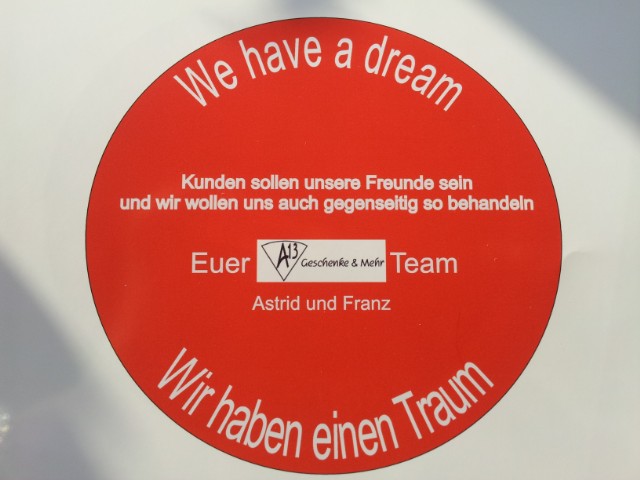 We have a dream
Kunden sollen unsere Freunde sein
und wir wollen uns auch gegenseitig so behandeln
Euer A13 Geschenke & Mehr Team
Astrid und Franz
Wir haben einen Traum